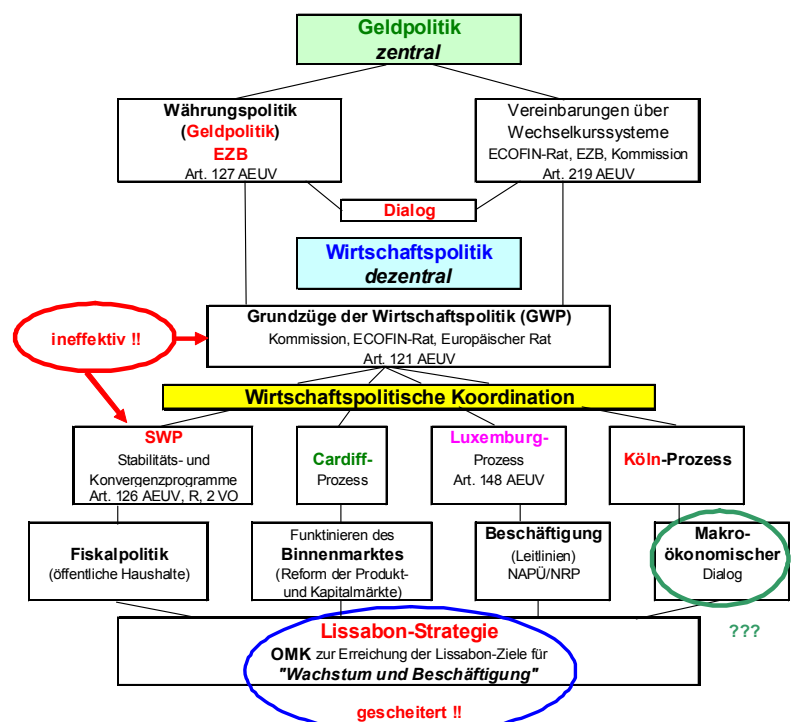 Geldpolitik
zentral
Währungspolitik
(Geldpolitik)
EZB
Art. 127 AEUV
Vereinbarungen über
Wechselkurssysteme
ECOFIN-Rat, EZB, Kommission
Art. 219 AEUV
Dialog
Wirtschaftspolitik
dezentral
ineffektiv !!
Grundzüge der Wirtschaftspolitik (GWP)
Kommission, ECOFIN-Rat, Europäischer Rat
Art. 121 AEUV
Wirtschaftspolitische Koordination
SWP
Stabilitäts- und
Konvergenzprogramme
Art. 126 AEUV, R, 2 VO
Cardiff-
Prozess
Luxemburg-
Prozess
Art. 148 AEUV
Köln-Prozess
Fiskalpolitik
(öffentliche Haushalte)
Funktinieren des
Binnenmarktes
(Reform der Produkt-
und Kapitalmärkte)
Beschäftigung
(Leitlinien)
NAPÜ/NRP
Makro-
ökonomischer
Dialog
???
Lissabon-Strategie
OMK zur Erreichung der Lissabon-Ziele für
"Wachstum und Beschäftigung"
gescheitert !!